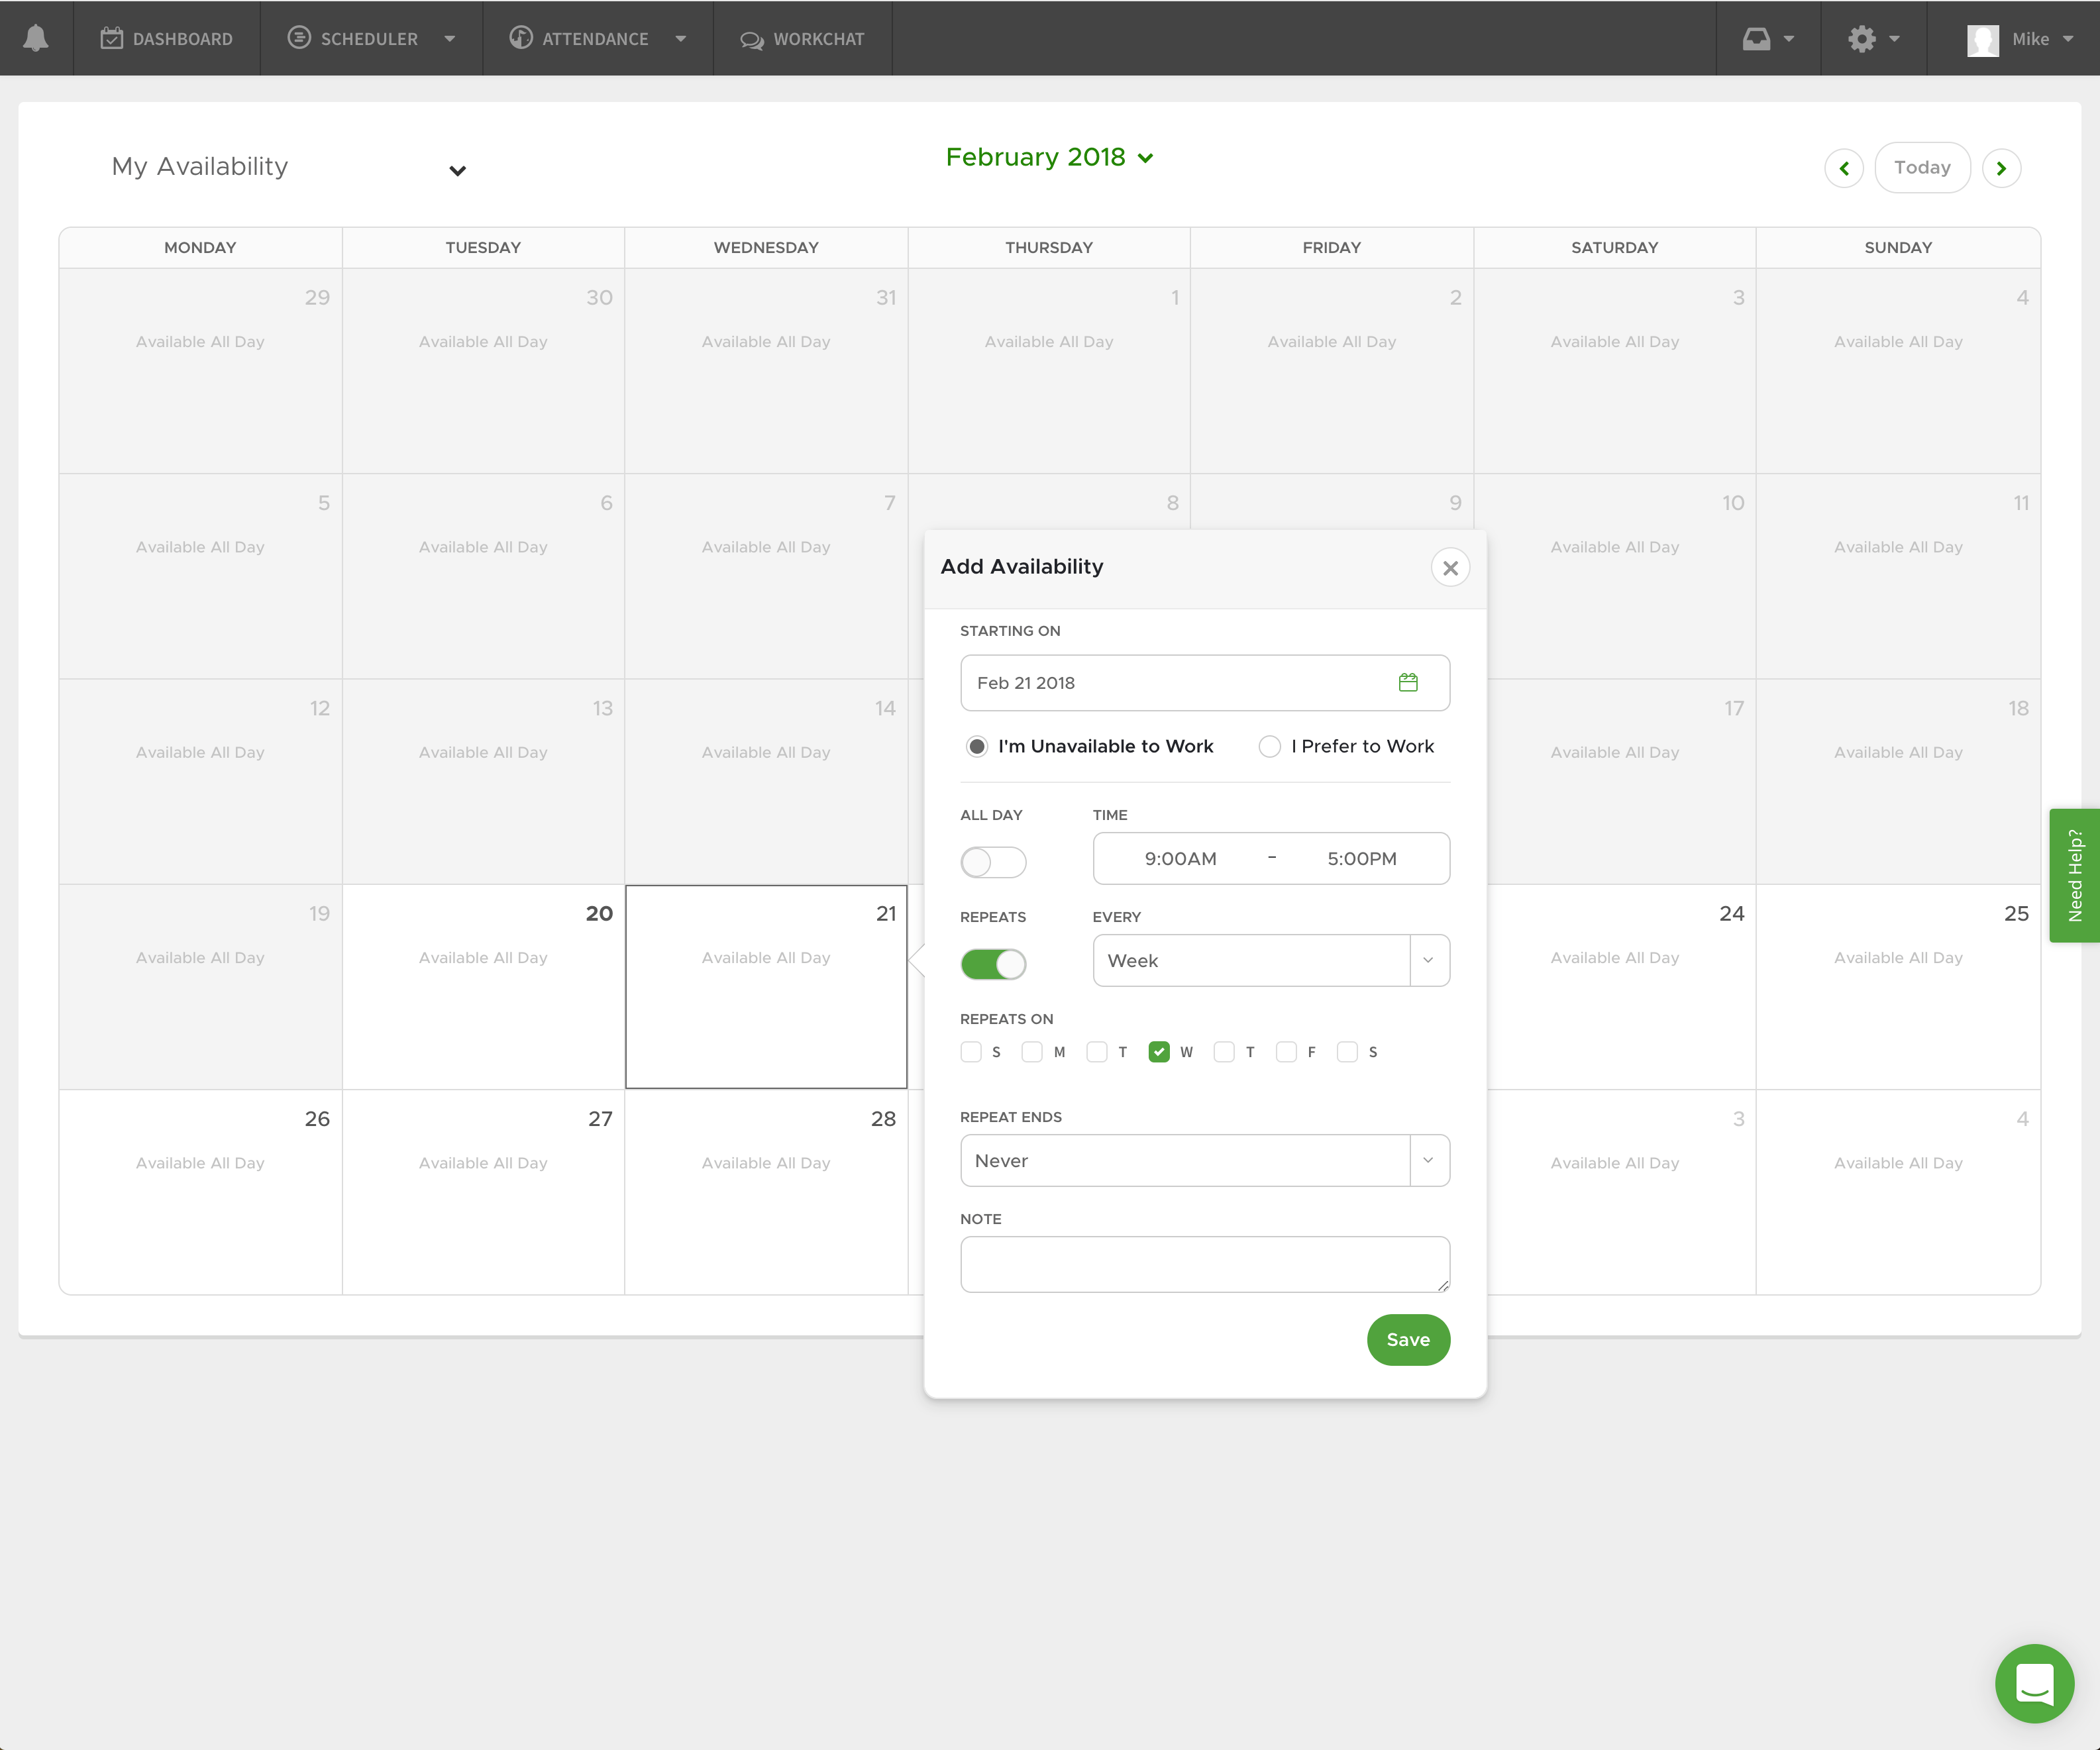 DASHBOARD SCHEDULER ATTENDANCE WORKCHAT Mike
My Availability February 2018 Today
MONDAY TUESDAY WEDNESDAY THURSDAY FRIDAY SATURDAY SUNDAY
29 30 31 1 2 3 4
Available All Day Available All Day Available All Day Available All Day Available All Day Available All Day Available All Day
5 6 7 8 9 10 11
Available All Day Available All Day Available All Day Available All Day Available All Day
12 13 14 17 18
Available All Day Available All Day Available All Day Available All Day Available All Day
19 20 21 24 25
Available All Day Available All Day Available All Day Available All Day Available All Day
26 27 28 3 4
Available All Day Available All Day Available All Day Available All Day Available All Day
Add Availability
STARTING ON
Feb 21 2018
I'm Unavailable to Work I Prefer to Work
ALL DAY TIME
9:00AM - 5:00PM
REPEATS EVERY
Week
REPEATS ON
S M T W T F S
REPEAT ENDS
Never
NOTE
Save
Need Help?